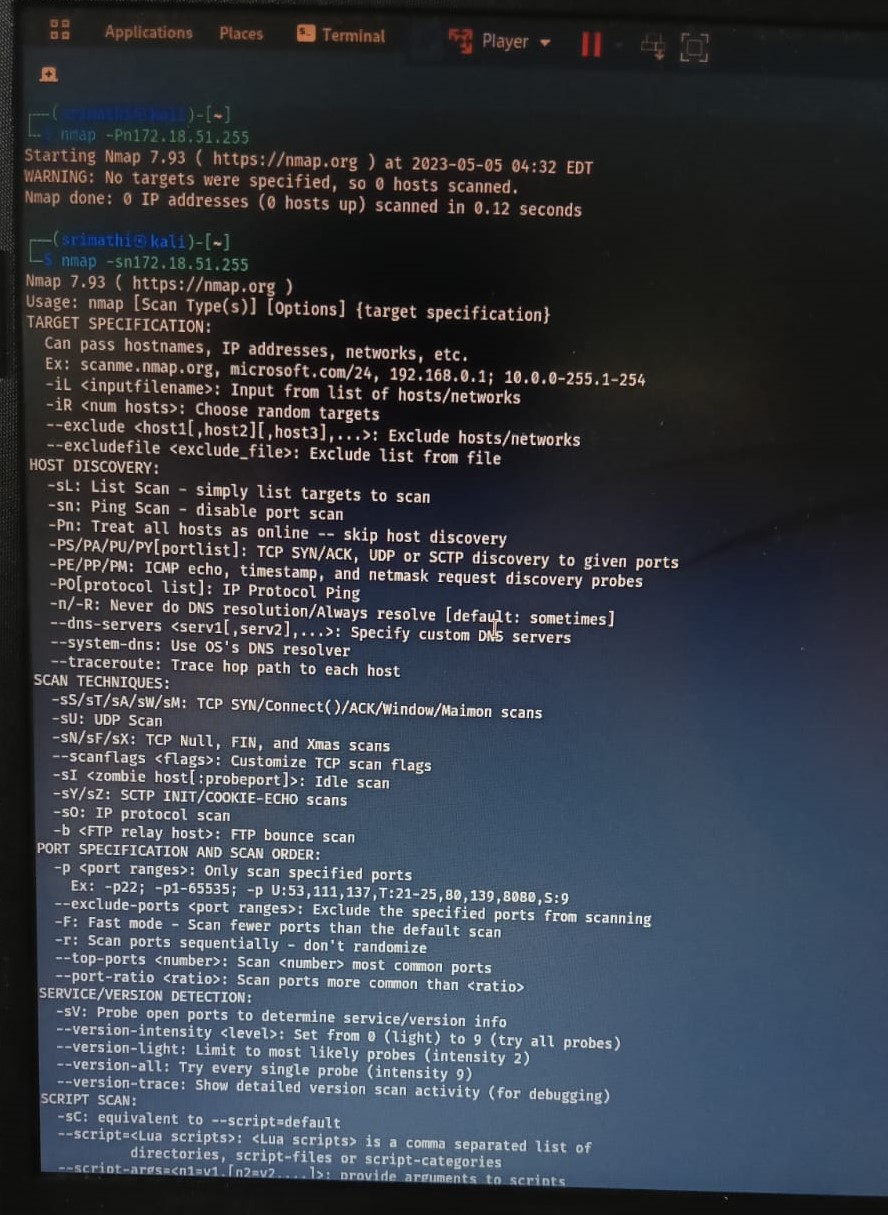 Applications Places Terminal Player
┌──(srimathi㉿kali)-[~]
└─$ nmap -Pn172.18.51.255
Starting Nmap 7.93 ( https://nmap.org ) at 2023-05-05 04:32 EDT
WARNING: No targets were specified, so 0 hosts scanned.
Nmap done: 0 IP addresses (0 hosts up) scanned in 0.12 seconds
┌──(srimathi㉿kali)-[~]
└─$ nmap -sn172.18.51.255
Nmap 7.93 ( https://nmap.org )
Usage: nmap [Scan Type(s)] [Options] {target specification}
TARGET SPECIFICATION:
  Can pass hostnames, IP addresses, networks, etc.
  Ex: scanme.nmap.org, microsoft.com/24, 192.168.0.1; 10.0.0-255.1-254
  -iL <inputfilename>: Input from list of hosts/networks
  -iR <num hosts>: Choose random targets
  --exclude <host1[,host2][,host3],...>: Exclude hosts/networks
  --excludefile <exclude_file>: Exclude list from file
HOST DISCOVERY:
  -sL: List Scan - simply list targets to scan
  -sn: Ping Scan - disable port scan
  -Pn: Treat all hosts as online -- skip host discovery
  -PS/PA/PU/PY[portlist]: TCP SYN/ACK, UDP or SCTP discovery to given ports
  -PE/PP/PM: ICMP echo, timestamp, and netmask request discovery probes
  -PO[protocol list]: IP Protocol Ping
  -n/-R: Never do DNS resolution/Always resolve [default: sometimes]
  --dns-servers <serv1[,serv2],...>: Specify custom DNS servers
  --system-dns: Use OS's DNS resolver
  --traceroute: Trace hop path to each host
SCAN TECHNIQUES:
  -sS/sT/sA/sW/sM: TCP SYN/Connect()/ACK/Window/Maimon scans
  -sU: UDP Scan
  -sN/sF/sX: TCP Null, FIN, and Xmas scans
  --scanflags <flags>: Customize TCP scan flags
  -sI <zombie host[:probeport]>: Idle scan
  -sY/sZ: SCTP INIT/COOKIE-ECHO scans
  -sO: IP protocol scan
  -b <FTP relay host>: FTP bounce scan
PORT SPECIFICATION AND SCAN ORDER:
  -p <port ranges>: Only scan specified ports
    Ex: -p22; -p1-65535; -p U:53,111,137,T:21-25,80,139,8080,S:9
  --exclude-ports <port ranges>: Exclude the specified ports from scanning
  -F: Fast mode - Scan fewer ports than the default scan
  -r: Scan ports sequentially - don't randomize
  --top-ports <number>: Scan <number> most common ports
  --port-ratio <ratio>: Scan ports more common than <ratio>
SERVICE/VERSION DETECTION:
  -sV: Probe open ports to determine service/version info
  --version-intensity <level>: Set from 0 (light) to 9 (try all probes)
  --version-light: Limit to most likely probes (intensity 2)
  --version-all: Try every single probe (intensity 9)
  --version-trace: Show detailed version scan activity (for debugging)
SCRIPT SCAN:
  -sC: equivalent to --script=default
  --script=<Lua scripts>: <Lua scripts> is a comma separated list of
           directories, script-files or script-categories
  --script-args=<n1=v1,[n2=v2,...]>: provide arguments to scripts